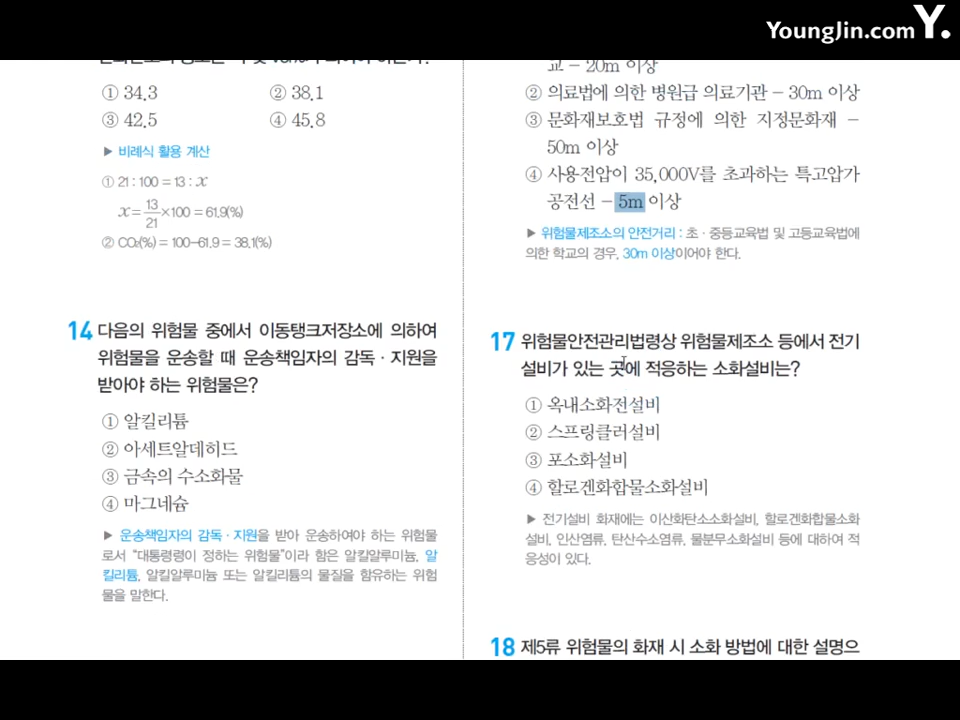 YoungJin.com Y.
① 34.3 ② 38.1
③ 42.5 ④ 45.8
▶ 비례식 활용 계산
① 21 : 100 = 13 : x
x = 13/21 ×100 = 61.9(%)
② CO₂(%) = 100-61.9 = 38.1(%)
14 다음의 위험물 중에서 이동탱크저장소에 의하여
위험물을 운송할 때 운송책임자의 감독·지원을
받아야 하는 위험물은?
① 알킬리튬
② 아세트알데히드
③ 금속의 수소화물
④ 마그네슘
▶ 운송책임자의 감독·지원을 받아 운송하여야 하는 위험물
로서 "대통령령이 정하는 위험물"이라 함은 알킬알루미늄, 알
킬리튬, 알킬알루미늄 또는 알킬리튬의 물질을 함유하는 위험
물을 말한다.
교 - 20m 이상
② 의료법에 의한 병원급 의료기관 - 30m 이상
③ 문화재보호법 규정에 의한 지정문화재 -
50m 이상
④ 사용전압이 35,000V를 초과하는 특고압가
공전선 - 5m 이상
▶ 위험물제조소의 안전거리 : 초·중등교육법 및 고등교육법에
의한 학교의 경우, 30m 이상이어야 한다.
17 위험물안전관리법령상 위험물제조소 등에서 전기
설비가 있는 곳에 적응하는 소화설비는?
① 옥내소화전설비
② 스프링클러설비
③ 포소화설비
④ 할로겐화합물소화설비
▶ 전기설비 화재에는 이산화탄소소화설비, 할로겐화합물소화
설비, 인산염류, 탄산수소염류, 물분무소화설비 등에 대하여 적
응성이 있다.
18 제5류 위험물의 화재 시 소화 방법에 대한 설명으